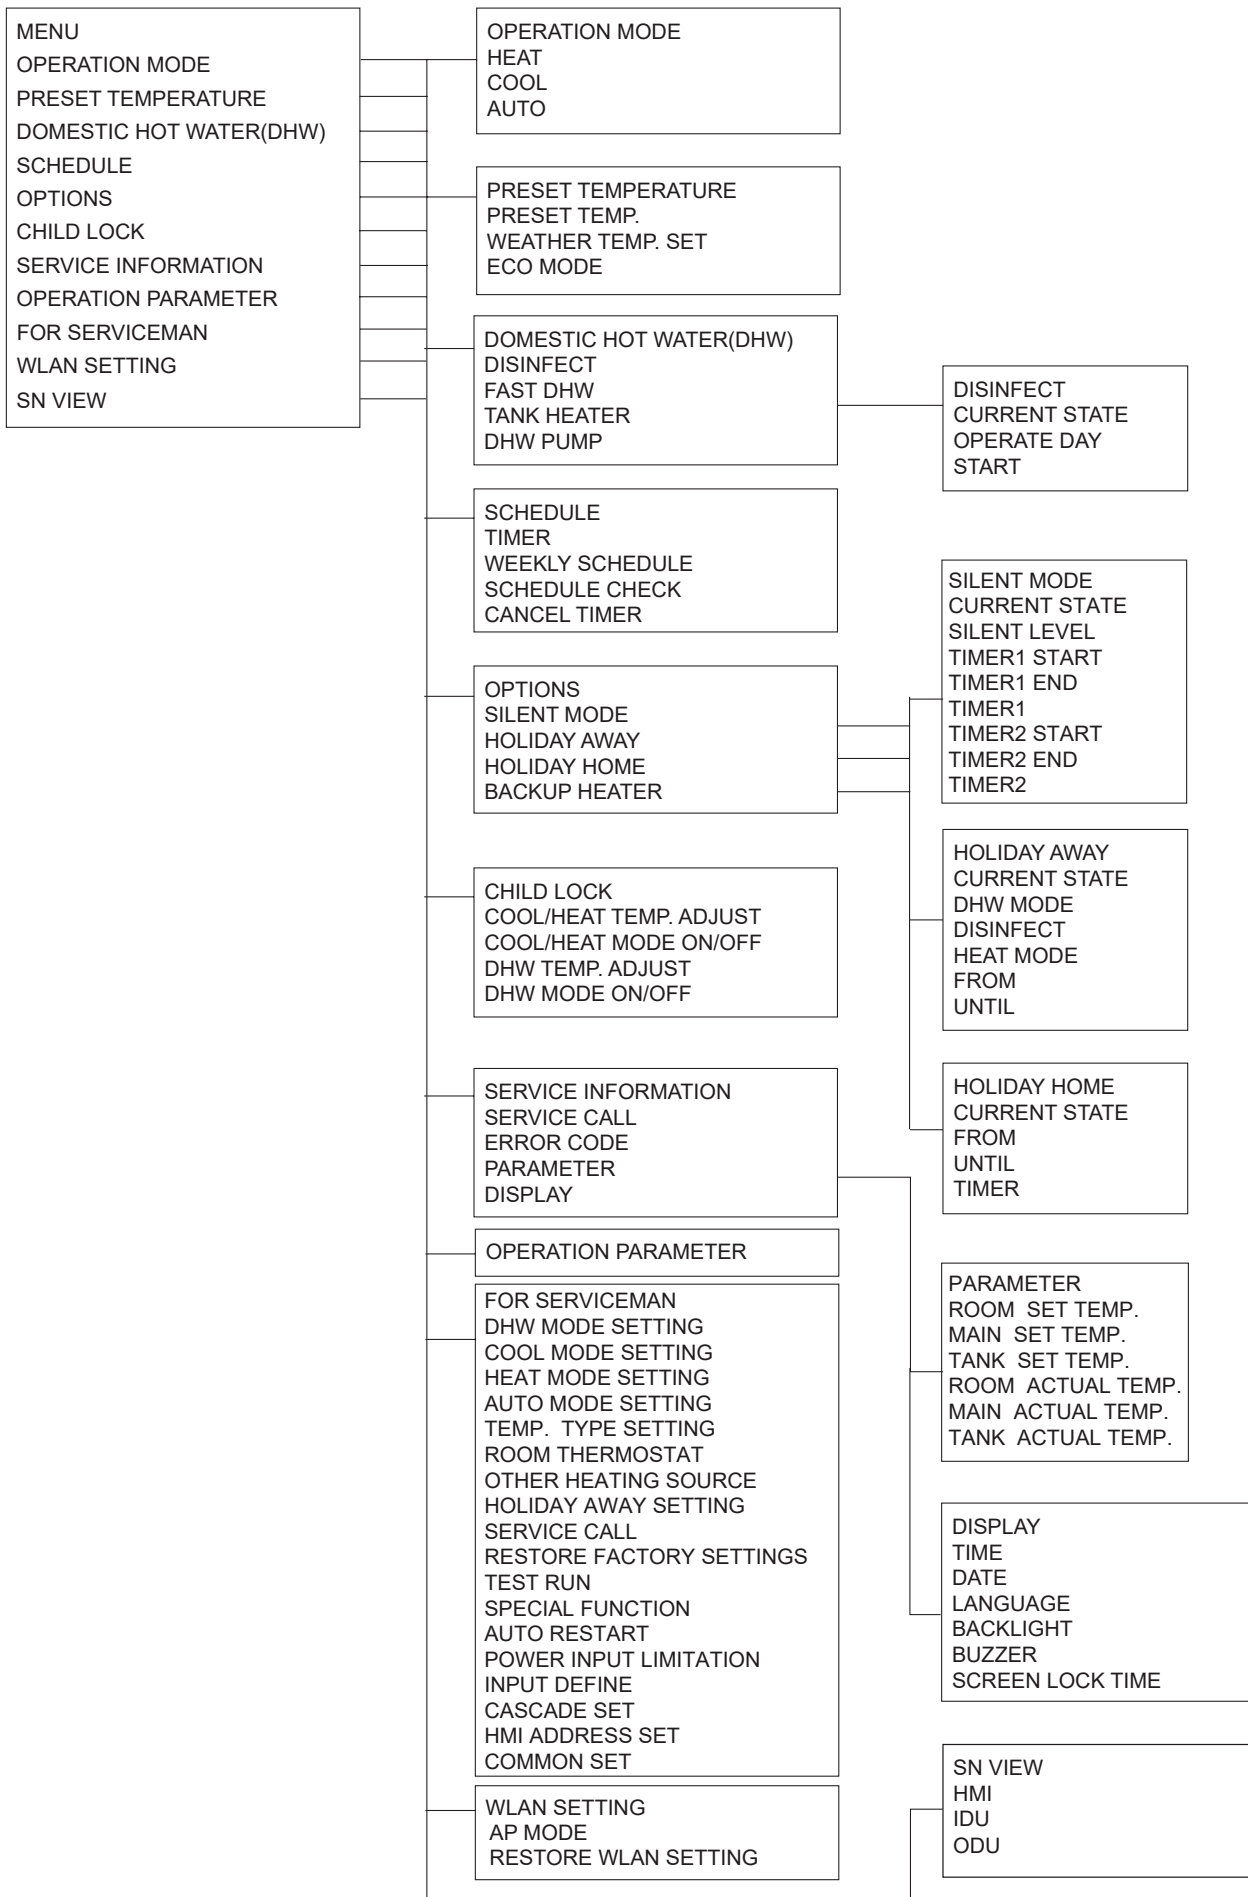 MENU
OPERATION MODE
PRESET TEMPERATURE
DOMESTIC HOT WATER(DHW)
SCHEDULE
OPTIONS
CHILD LOCK
SERVICE INFORMATION
OPERATION PARAMETER
FOR SERVICEMAN
WLAN SETTING
SN VIEW
OPERATION MODE
HEAT
COOL
AUTO
PRESET TEMPERATURE
PRESET TEMP.
WEATHER TEMP. SET
ECO MODE
DOMESTIC HOT WATER(DHW)
DISINFECT
FAST DHW
TANK HEATER
DHW PUMP
DISINFECT
CURRENT STATE
OPERATE DAY
START
SCHEDULE
TIMER
WEEKLY SCHEDULE
SCHEDULE CHECK
CANCEL TIMER
OPTIONS
SILENT MODE
HOLIDAY AWAY
HOLIDAY HOME
BACKUP HEATER
SILENT MODE
CURRENT STATE
SILENT LEVEL
TIMER1 START
TIMER1 END
TIMER1
TIMER2 START
TIMER2 END
TIMER2
HOLIDAY AWAY
CURRENT STATE
DHW MODE
DISINFECT
HEAT MODE
FROM
UNTIL
HOLIDAY HOME
CURRENT STATE
FROM
UNTIL
TIMER
CHILD LOCK
COOL/HEAT TEMP. ADJUST
COOL/HEAT MODE ON/OFF
DHW TEMP. ADJUST
DHW MODE ON/OFF
SERVICE INFORMATION
SERVICE CALL
ERROR CODE
PARAMETER
DISPLAY
PARAMETER
ROOM SET TEMP.
MAIN SET TEMP.
TANK SET TEMP.
ROOM ACTUAL TEMP.
MAIN ACTUAL TEMP.
TANK ACTUAL TEMP.
DISPLAY
TIME
DATE
LANGUAGE
BACKLIGHT
BUZZER
SCREEN LOCK TIME
OPERATION PARAMETER
FOR SERVICEMAN
DHW MODE SETTING
COOL MODE SETTING
HEAT MODE SETTING
AUTO MODE SETTING
TEMP. TYPE SETTING
ROOM THERMOSTAT
OTHER HEATING SOURCE
HOLIDAY AWAY SETTING
SERVICE CALL
RESTORE FACTORY SETTINGS
TEST RUN
SPECIAL FUNCTION
AUTO RESTART
POWER INPUT LIMITATION
INPUT DEFINE
CASCADE SET
HMI ADDRESS SET
COMMON SET
WLAN SETTING
AP MODE
RESTORE WLAN SETTING
SN VIEW
HMI
IDU
ODU